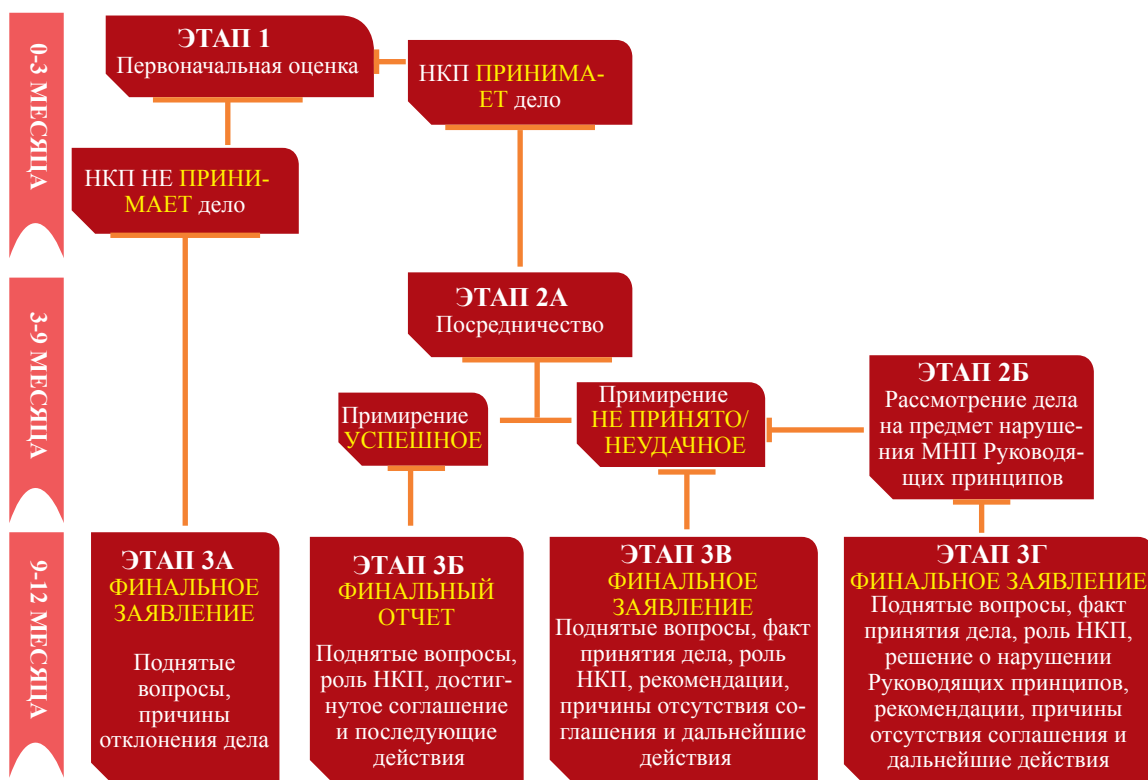 0-3 МЕСЯЦА
ЭТАП 1
Первоначальная оценка
НКП ПРИНИМА-
ЕТ дело
НКП НЕ ПРИНИ-
МАЕТ дело
3-9 МЕСЯЦА
ЭТАП 2А
Посредничество
Примирение
УСПЕШНОЕ
Примирение
НЕ ПРИНЯТО/
НЕУДАЧНОЕ
ЭТАП 2Б
Рассмотрение дела
на предмет наруше-
ния МНП Руководя-
щих принципов
9-12 МЕСЯЦА
ЭТАП 3А
ФИНАЛЬНОЕ
ЗАЯВЛЕНИЕ
Поднятые
вопросы,
причины
отклонения дела
ЭТАП 3Б
ФИНАЛЬНЫЙ
ОТЧЕТ
Поднятые вопросы,
роль НКП, достиг-
нутое соглашение
и последующие
действия
ЭТАП 3В
ФИНАЛЬНОЕ
ЗАЯВЛЕНИЕ
Поднятые вопросы, факт
принятия дела, роль
НКП, рекомендации,
причины отсутствия со-
глашения и дальнейшие
действия
ЭТАП 3Г
ФИНАЛЬНОЕ ЗАЯВЛЕНИЕ
Поднятые вопросы, факт
принятия дела, роль НКП,
решение о нарушении
Руководящих принципов,
рекомендации, причины
отсутствия соглашения и
дальнейшие действия